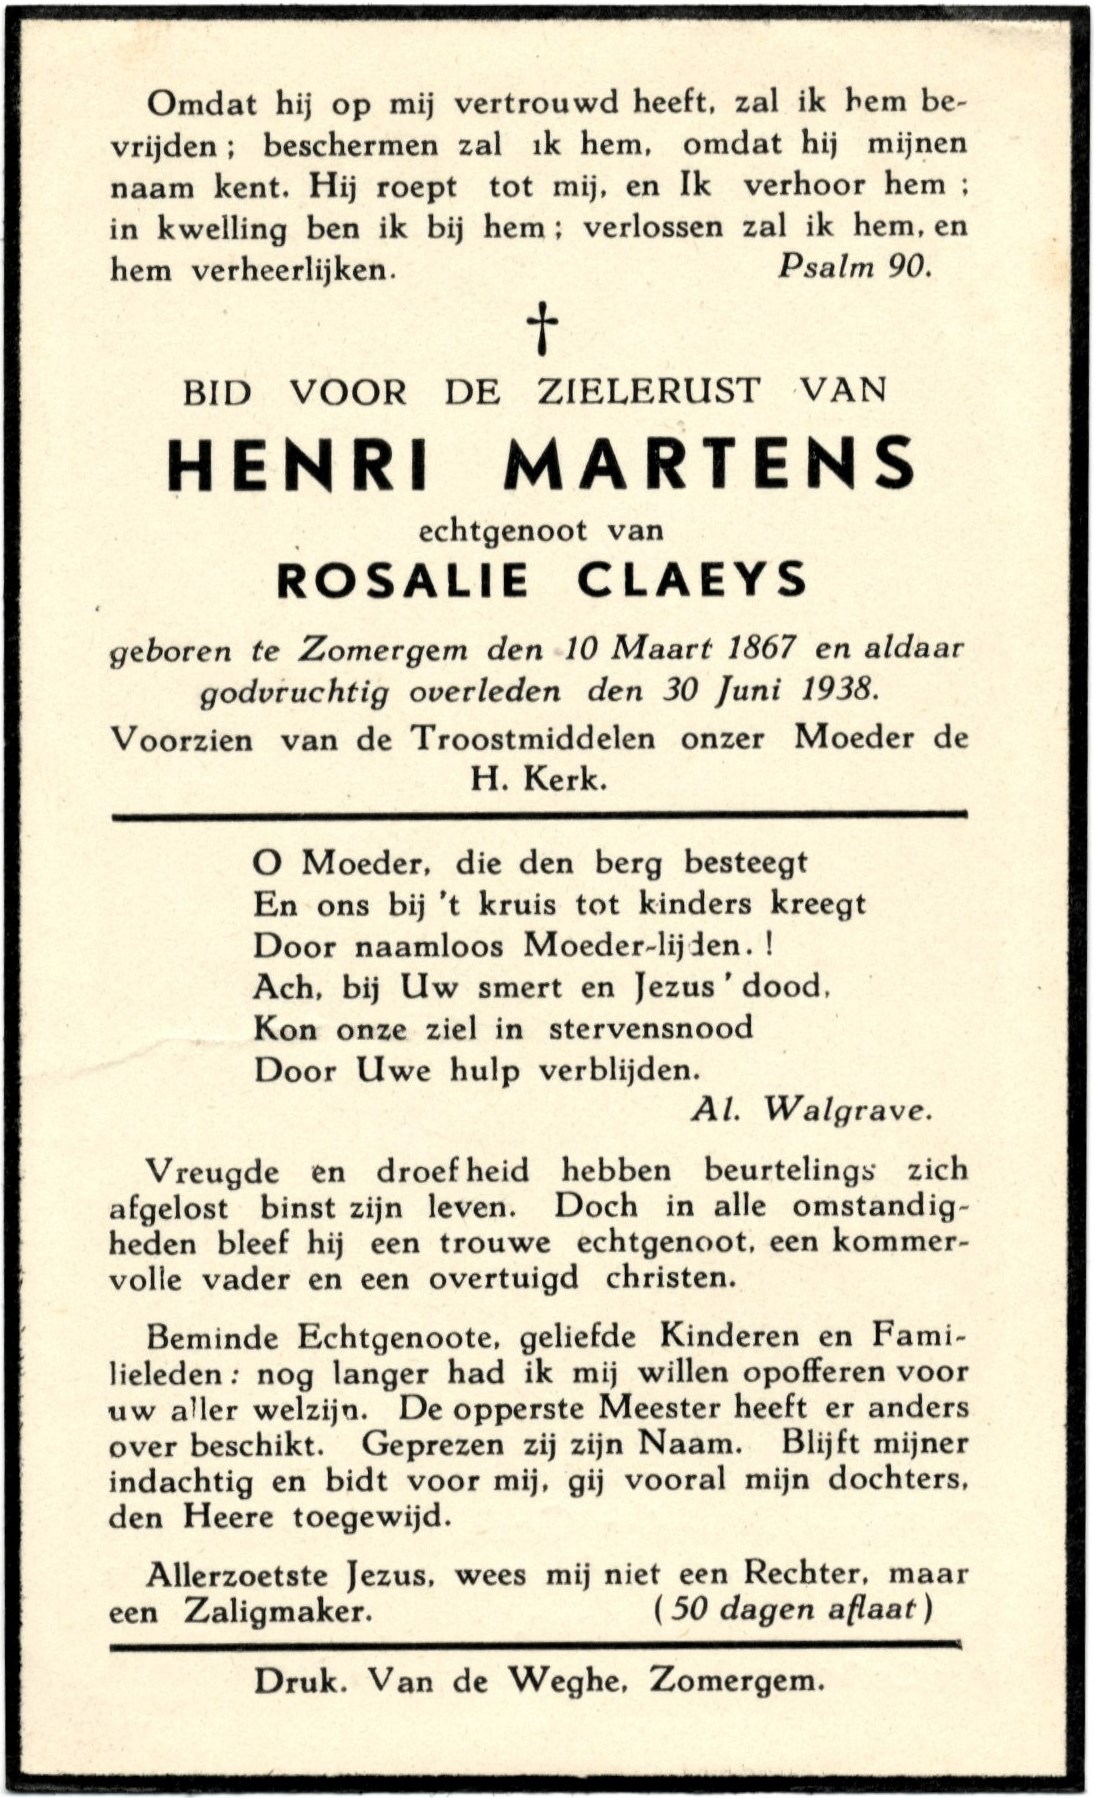 Omdat hij op mij vertrouwd heeft, zal ik hem be-
vrijden ; beschermen zal ik hem, omdat hij mijnen
naam kent. Hij roept tot mij, en Ik verhoor hem ;
in kwelling ben ik bij hem ; verlossen zal ik hem, en
hem verheerlijken. Psalm 90.
†
BID VOOR DE ZIELERUST VAN
HENRI MARTENS
echtgenoot van
ROSALIE CLAEYS
geboren te Zomergem den 10 Maart 1867 en aldaar
godvruchtig overleden den 30 Juni 1938.
Voorzien van de Troostmiddelen onzer Moeder de
H. Kerk.
O Moeder, die den berg besteegt
En ons bij 't kruis tot kinders kreegt
Door naamloos Moeder-lijden. !
Ach, bij Uw smert en Jezus' dood,
Kon onze ziel in stervensnood
Door Uwe hulp verblijden.
Al. Walgrave.
Vreugde en droefheid hebben beurtelings zich
afgelost binst zijn leven. Doch in alle omstandig-
heden bleef hij een trouwe echtgenoot, een kommer-
volle vader en een overtuigd christen.
Beminde Echtgenoote, geliefde Kinderen en Fami-
lieleden : nog langer had ik mij willen opofferen voor
uw aller welzijn. De opperste Meester heeft er anders
over beschikt. Geprezen zij zijn Naam. Blijft mijner
indachtig en bidt voor mij, gij vooral mijn dochters,
den Heere toegewijd.
Allerzoetste Jezus, wees mij niet een Rechter, maar
een Zaligmaker. (50 dagen aflaat)
Druk. Van de Weghe, Zomergem.